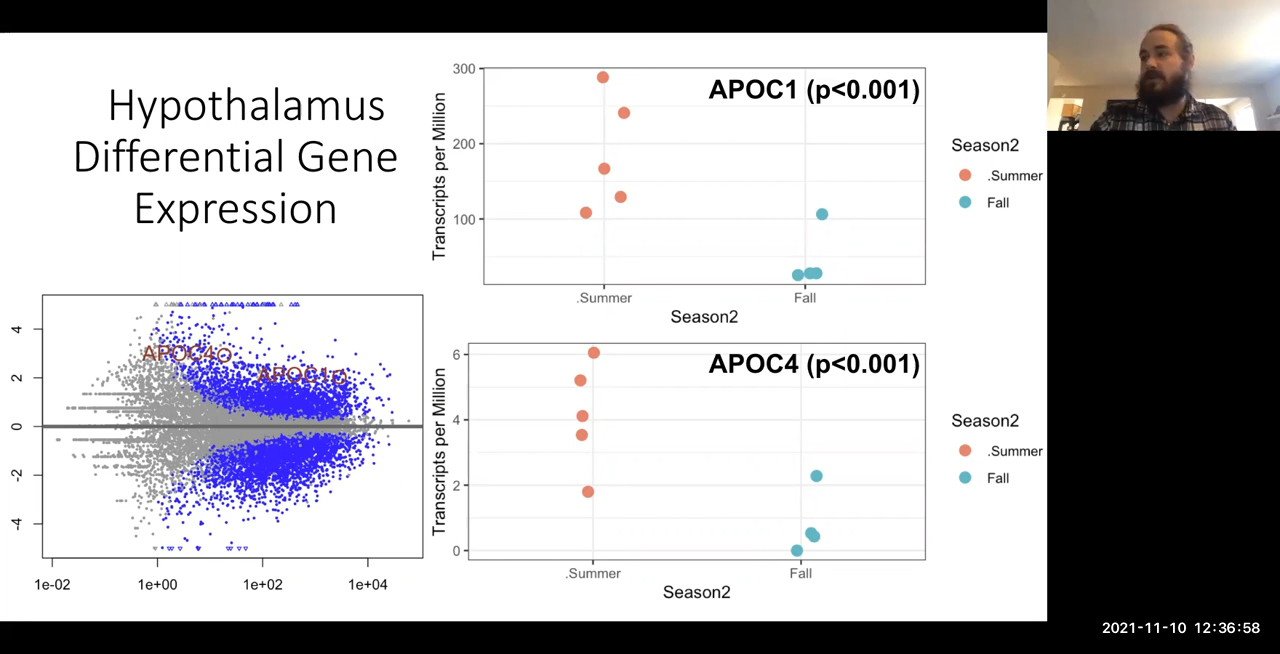 Hypothalamus
Differential Gene
Expression
4
2
0
-2
-4
APOC4
APOC1
1e-02
1e+00
1e+02
1e+04
APOC1 (p<0.001)
Transcripts per Million
300
200
100
.Summer
Fall
Season2
Season2
.Summer
Fall
APOC4 (p<0.001)
Transcripts per Million
6
4
2
0
.Summer
Fall
Season2
Season2
.Summer
Fall
2021-11-10 12:36:58